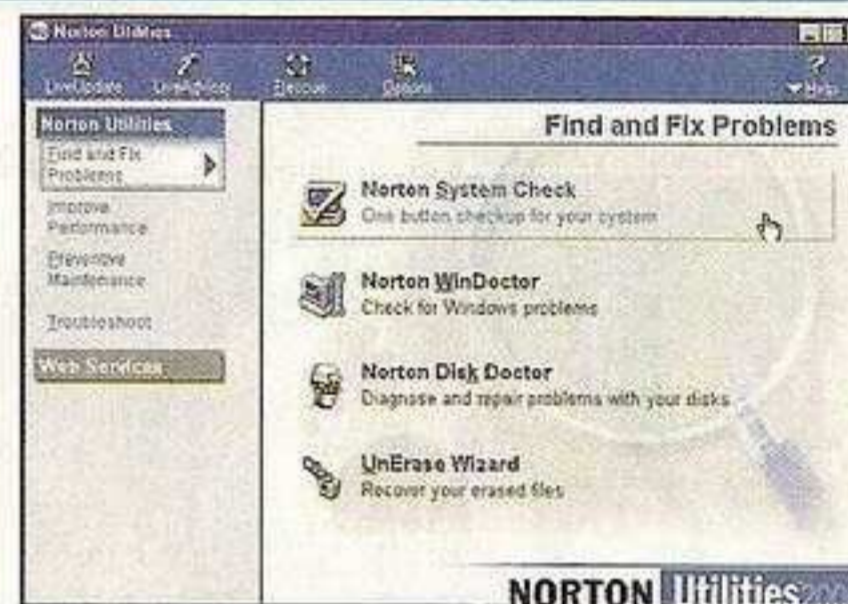 Norton Utilities
LiveUpdate LiveAdvisor Rescue Options Help
Norton Utilities
Find and Fix
Problems
Improve
Performance
Preventive
Maintenance
Troubleshoot
Web Services
Find and Fix Problems
Norton System Check
One button checkup for your system
Norton WinDoctor
Check for Windows problems
Norton Disk Doctor
Diagnose and repair problems with your disks
UnErase Wizard
Recover your erased files
NORTON Utilities